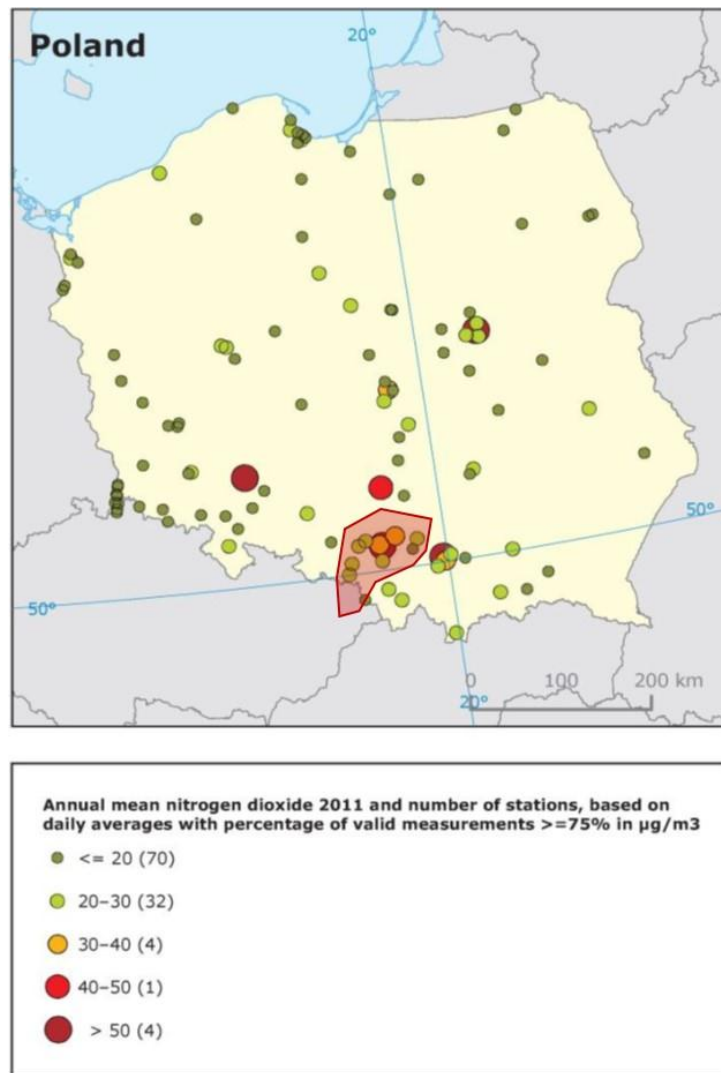 Poland
20°
50°
50°
0 100 200 km
20°
Annual mean nitrogen dioxide 2011 and number of stations, based on
daily averages with percentage of valid measurements >=75% in µg/m3
<= 20 (70)
20–30 (32)
30–40 (4)
40–50 (1)
> 50 (4)